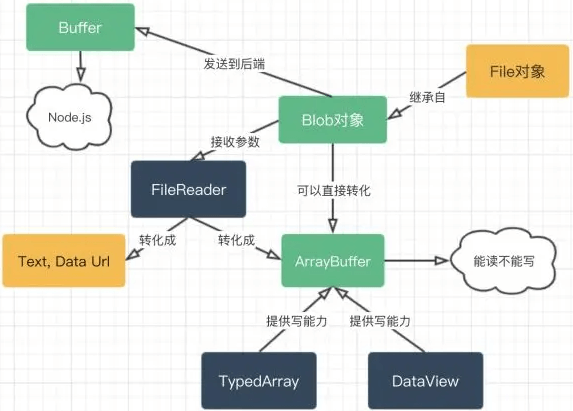 Buffer
发送到后端
File对象
Node.js
Blob对象
继承自
接收参数
FileReader
可以直接转化
转化成
转化成
Text, Data Url
ArrayBuffer
能读不能写
提供写能力
提供写能力
TypedArray
DataView